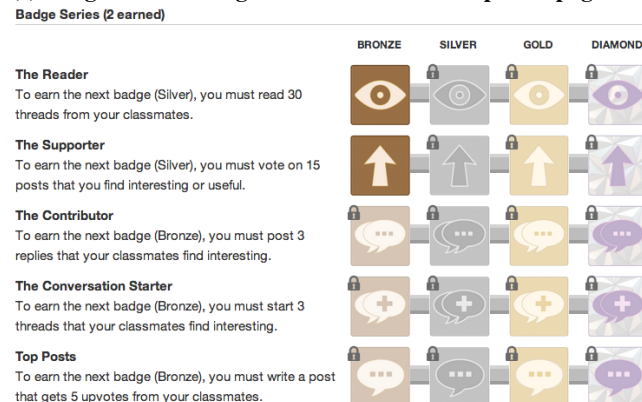 Badge Series (2 earned)
BRONZE SILVER GOLD DIAMOND
The Reader
To earn the next badge (Silver), you must read 30
threads from your classmates.
The Supporter
To earn the next badge (Silver), you must vote on 15
posts that you find interesting or useful.
The Contributor
To earn the next badge (Bronze), you must post 3
replies that your classmates find interesting.
The Conversation Starter
To earn the next badge (Bronze), you must start 3
threads that your classmates find interesting.
Top Posts
To earn the next badge (Bronze), you must write a post
that gets 5 upvotes from your classmates.